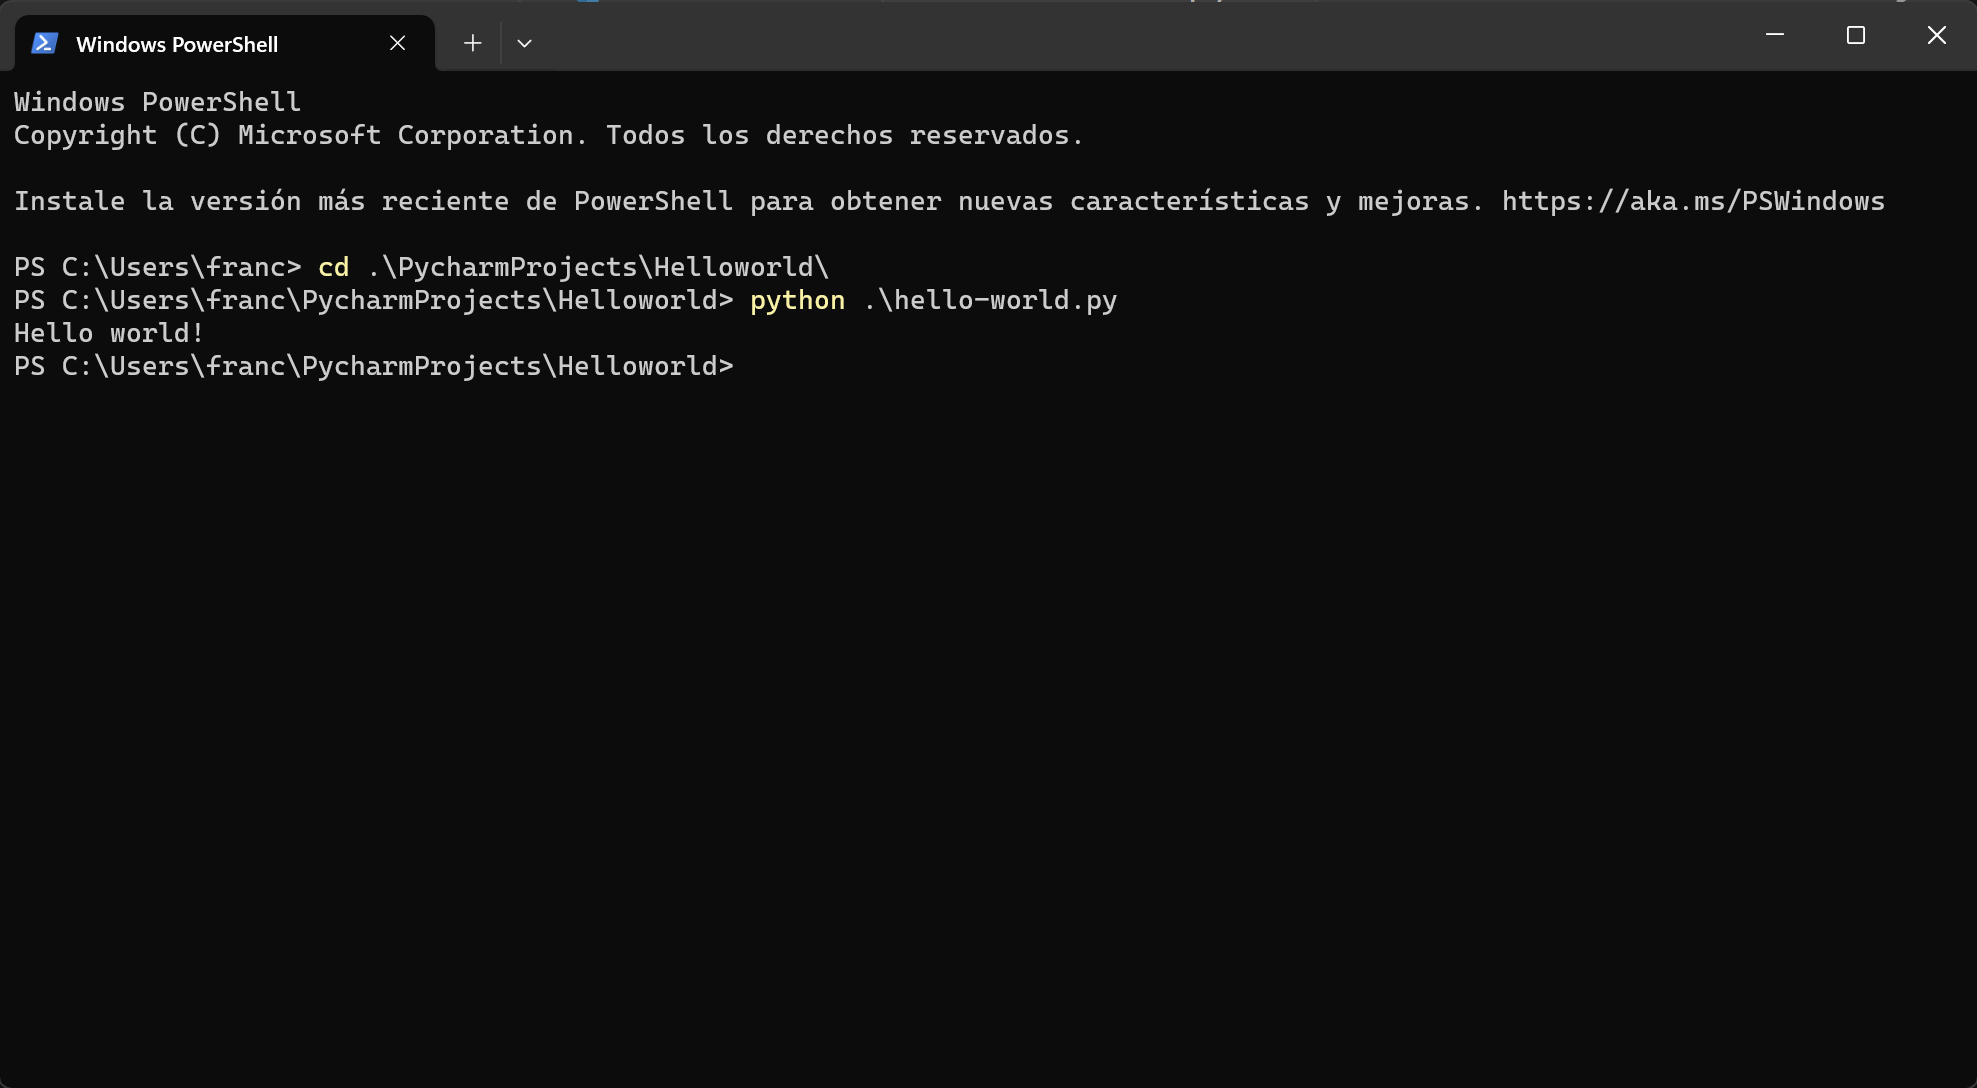 Windows PowerShell
Windows PowerShell
Copyright (C) Microsoft Corporation. Todos los derechos reservados.
Instale la versión más reciente de PowerShell para obtener nuevas características y mejoras. https://aka.ms/PSWindows
PS C:\Users\franc> cd .\PycharmProjects\Helloworld\
PS C:\Users\franc\PycharmProjects\Helloworld> python .\hello-world.py
Hello world!
PS C:\Users\franc\PycharmProjects\Helloworld>